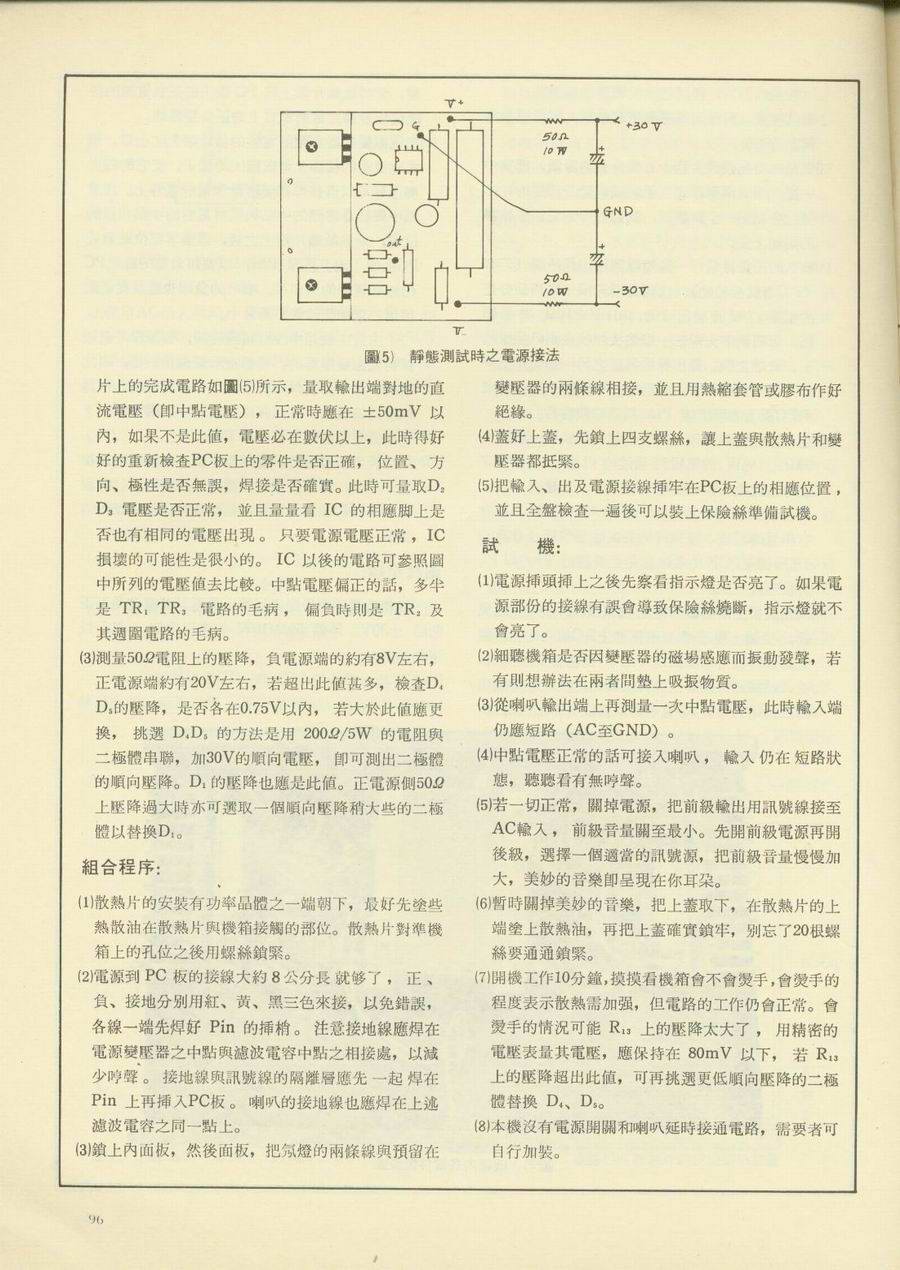 V+
G
50Ω
10W
+30V
GND
out
50Ω
10W
-30V
V-
圖(5) 靜態測試時之電源接法
片上的完成電路如圖(5)所示，量取輸出端對地的直
流電壓（卽中點電壓），正常時應在 ±50mV 以
內，如果不是此値，電壓必在數伏以上，此時得好
好的重新檢查PC板上的零件是否正確，位置、方
向、極性是否無誤，焊接是否確實。此時可量取D₂
D₃ 電壓是否正常，並且量量看 IC 的相應脚上是
否也有相同的電壓出現。只要電源電壓正常，IC
損壞的可能性是很小的。IC 以後的電路可參照圖
中所列的電壓値去比較。中點電壓偏正的話，多半
是 TR₁ TR₃ 電路的毛病，偏負時則是 TR₂ 及
其週圍電路的毛病。
(3)測量50Ω電阻上的壓降，負電源端的約有8V左右，
正電源端約有20V左右，若超出此値甚多，檢查D₄
D₅的壓降，是否各在0.75V以內，若大於此値應更
換，挑選 D₄D₅ 的方法是用 200Ω/5W 的電阻與
二極體串聯，加30V的順向電壓，卽可測出二極體
的順向壓降。D₁ 的壓降也應是此値。正電源側50Ω
上壓降過大時亦可選取一個順向壓降稍大些的二極
體以替換D₁。
組合程序：
(1)散熱片的安裝有功率晶體之一端朝下，最好先塗些
熱散油在散熱片與機箱接觸的部位。散熱片對準機
箱上的孔位之後用螺絲鎖緊。
(2)電源到 PC 板的接線大約 8 公分長就够了，正、
負、接地分別用紅、黃、黑三色來接，以免錯誤，
各線一端先焊好 Pin 的揷梢。注意接地線應焊在
電源變壓器之中點與濾波電容中點之相接處，以減
少哼聲。接地線與訊號線的隔離層應先一起焊在
Pin 上再揷入PC板。喇叭的接地線也應焊在上述
濾波電容之同一點上。
(3)鎖上內面板，然後面板，把氖燈的兩條線與預留在
變壓器的兩條線相接，並且用熱縮套管或膠布作好
絕緣。
(4)蓋好上蓋，先鎖上四支螺絲，讓上蓋與散熱片和變
壓器都抵緊。
(5)把輸入、出及電源接線揷牢在PC板上的相應位置，
並且全盤檢查一遍後可以裝上保險絲準備試機。
試 機：
(1)電源揷頭揷上之後先察看指示燈是否亮了。如果電
源部份的接線有誤會導致保險絲燒斷，指示燈就不
會亮了。
(2)細聽機箱是否因變壓器的磁場感應而振動發聲，若
有則想辦法在兩者間墊上吸振物質。
(3)從喇叭輸出端上再測量一次中點電壓，此時輸入端
仍應短路（AC至GND）。
(4)中點電壓正常的話可接入喇叭，輸入仍在短路狀
態，聽聽看有無哼聲。
(5)若一切正常，關掉電源，把前級輸出用訊號線接至
AC輸入，前級音量關至最小。先開前級電源再開
後級，選擇一個適當的訊號源，把前級音量慢慢加
大，美妙的音樂卽呈現在你耳朶。
(6)暫時關掉美妙的音樂，把上蓋取下，在散熱片的上
端塗上散熱油，再把上蓋確實鎖牢，别忘了20根螺
絲要通通鎖緊。
(7)開機工作10分鐘，摸摸看機箱會不會燙手，會燙手的
程度表示散熱需加强，但電路的工作仍會正常。會
燙手的情況可能 R₁₃ 上的壓降太大了，用精密的
電壓表量其電壓，應保持在 80mV 以下，若 R₁₃
上的壓降超出此値，可再挑選更低順向壓降的二極
體替換 D₄、D₅。
(8)本機沒有電源開關和喇叭延時接通電路，需要者可
自行加裝。
96